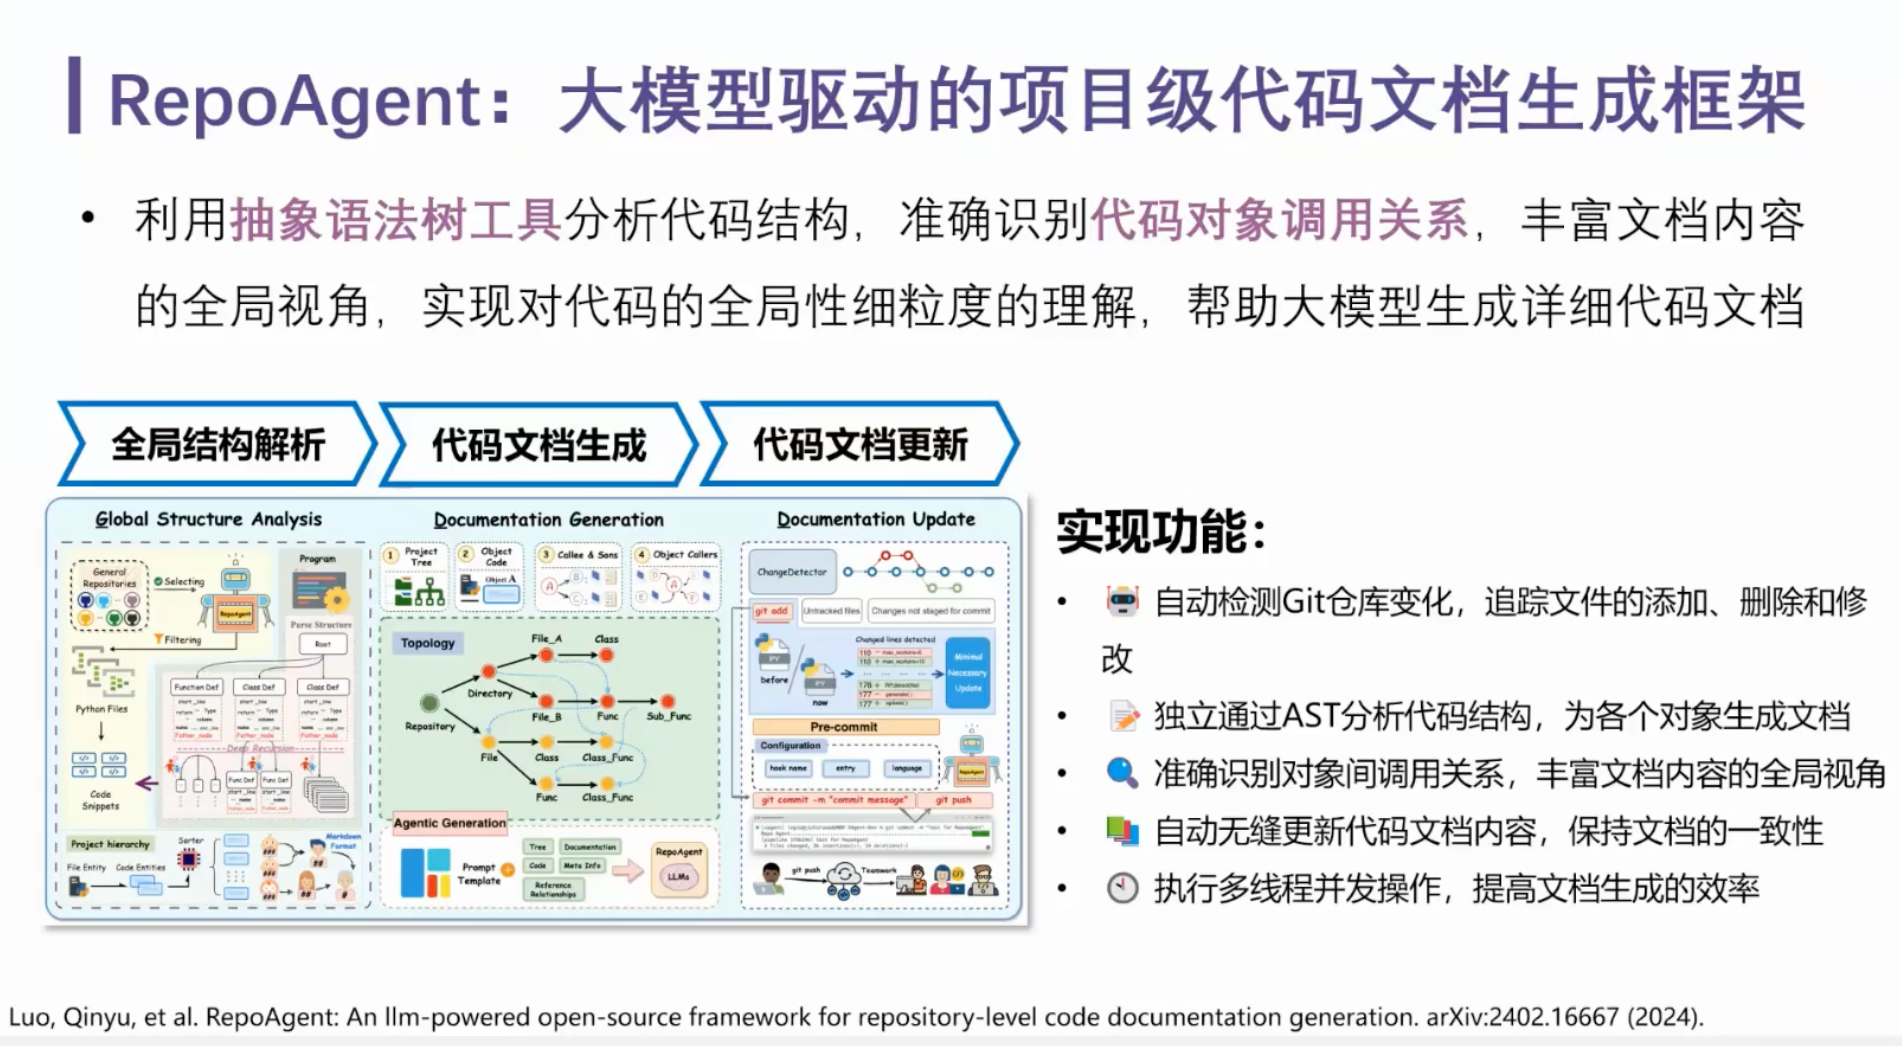 RepoAgent：大模型驱动的项目级代码文档生成框架
• 利用抽象语法树工具分析代码结构，准确识别代码对象调用关系，丰富文档内容
的全局视角，实现对代码的全局性细粒度的理解，帮助大模型生成详细代码文档
全局结构解析
代码文档生成
代码文档更新
Global Structure Analysis
General
Repositories
Selecting
RepoAgent
Filtering
Program
Parse Structure
Root
Python Files
Function Def
Class Def
Class Def
start_line
return
Type
column
Father_node
Deep Recursion
Func Def
Func Def
Code
Snippets
Project hierarchy
Sorter
Markdown
Format
File Entity
Code Entities
Documentation Generation
1 Project
Tree
2 Object
Code
Object A
3 Callee & Sons
4 Object Callers
Topology
File_A
Class
Directory
Repository
File_B
Func
Sub_Func
File
Class
Class_Func
Func
Class_Func
Agentic Generation
Prompt
Template
Tree
Documentation
Code
Meta Info
Reference
Relationships
RepoAgent
LLMs
Documentation Update
ChangeDetector
git add
Untracked files
Changes not staged for commit
Changed lines detected
before
now
Minimal
Necessary
Update
Pre-commit
Configuration
hook name
entry
language
RepoAgent
git commit -m "commit message"
git push
git push
Teamwork
实现功能：
• 自动检测Git仓库变化，追踪文件的添加、删除和修
改
• 独立通过AST分析代码结构，为各个对象生成文档
• 准确识别对象间调用关系，丰富文档内容的全局视角
• 自动无缝更新代码文档内容，保持文档的一致性
• 执行多线程并发操作，提高文档生成的效率
Luo, Qinyu, et al. RepoAgent: An llm-powered open-source framework for repository-level code documentation generation. arXiv:2402.16667 (2024).